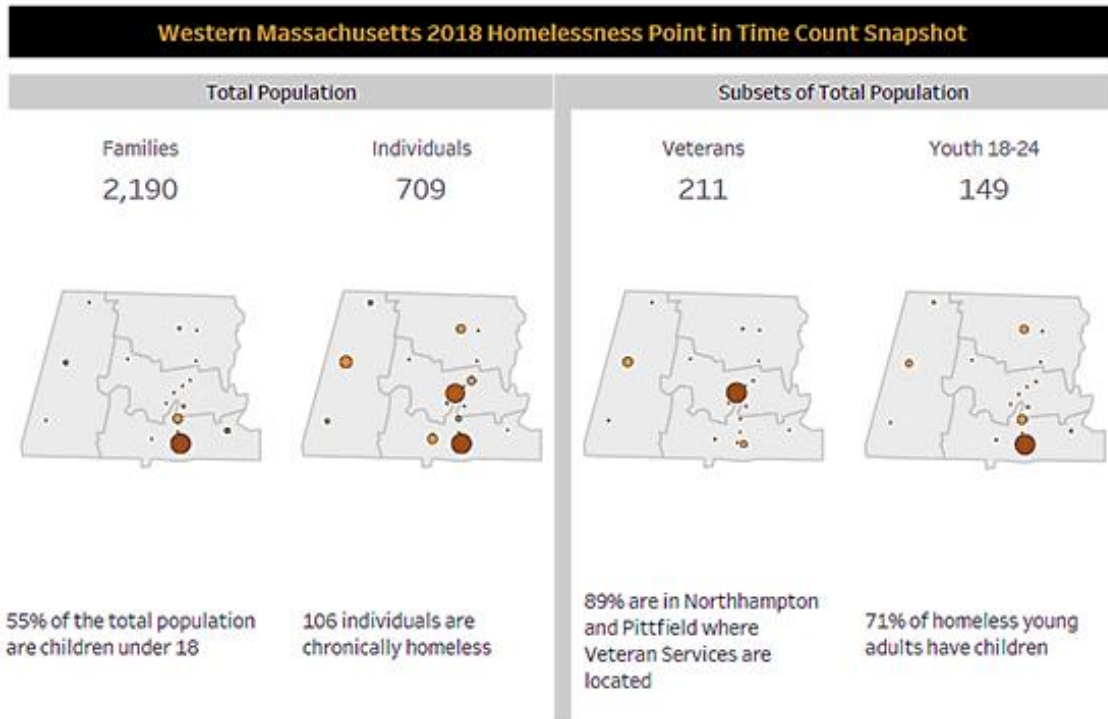 Western Massachusetts 2018 Homelessness Point in Time Count Snapshot
Total Population
Subsets of Total Population
Families
2,190
Individuals
709
Veterans
211
Youth 18-24
149
55% of the total population
are children under 18
106 individuals are
chronically homeless
89% are in Northhampton
and Pittfield where
Veteran Services are
located
71% of homeless young
adults have children